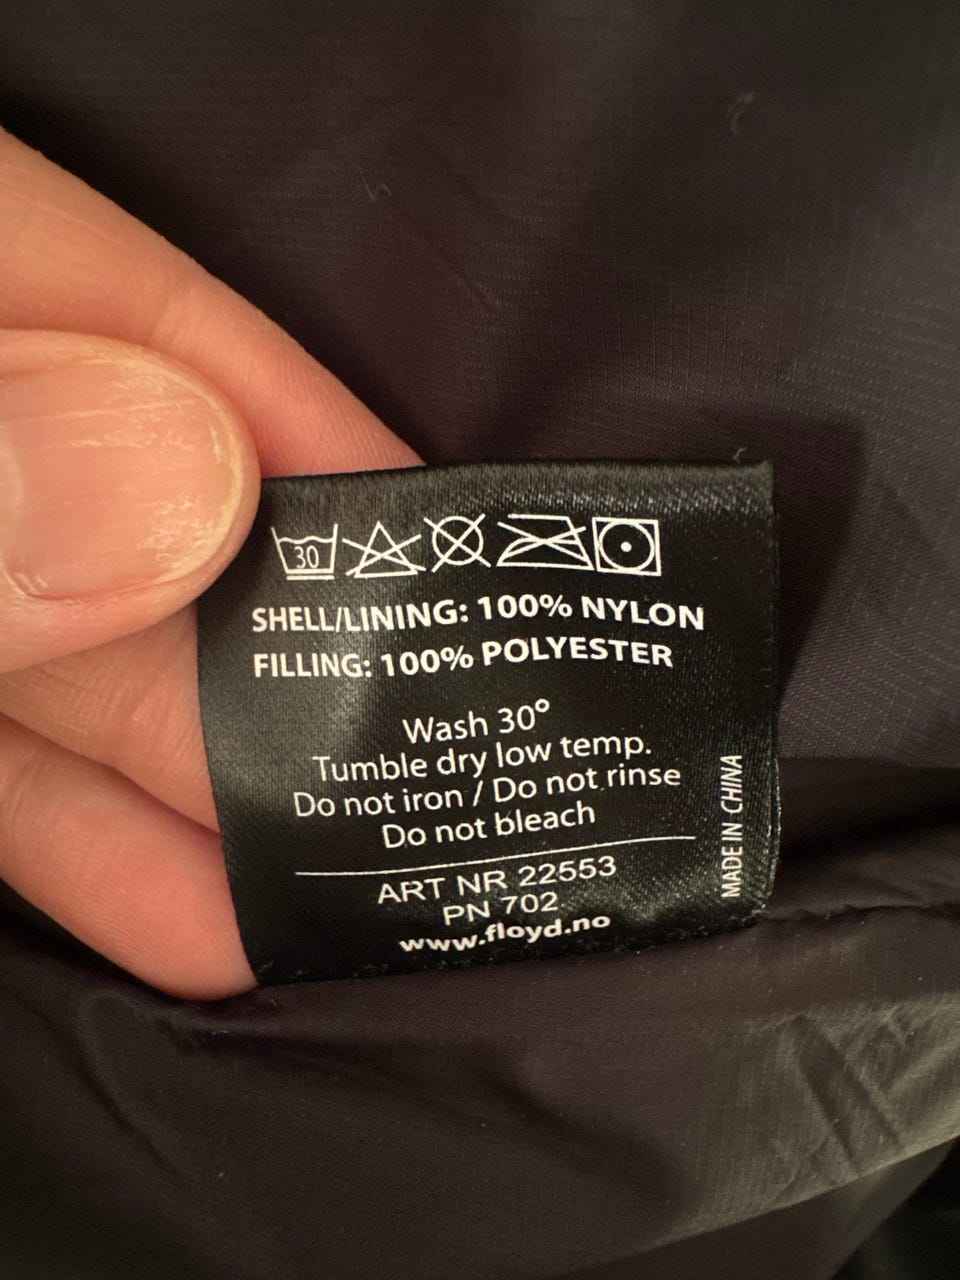 30
SHELL/LINING: 100% NYLON
FILLING: 100% POLYESTER
Wash 30°
Tumble dry low temp.
Do not iron / Do not rinse
Do not bleach
ART NR 22553
PN 702
www.floyd.no
MADE IN CHINA